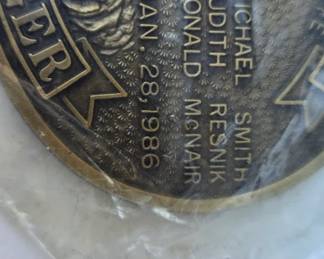 ICHAEL SMITH
UDITH RESNIK
ONALD MCNAIR
AN. 28, 1986
ER